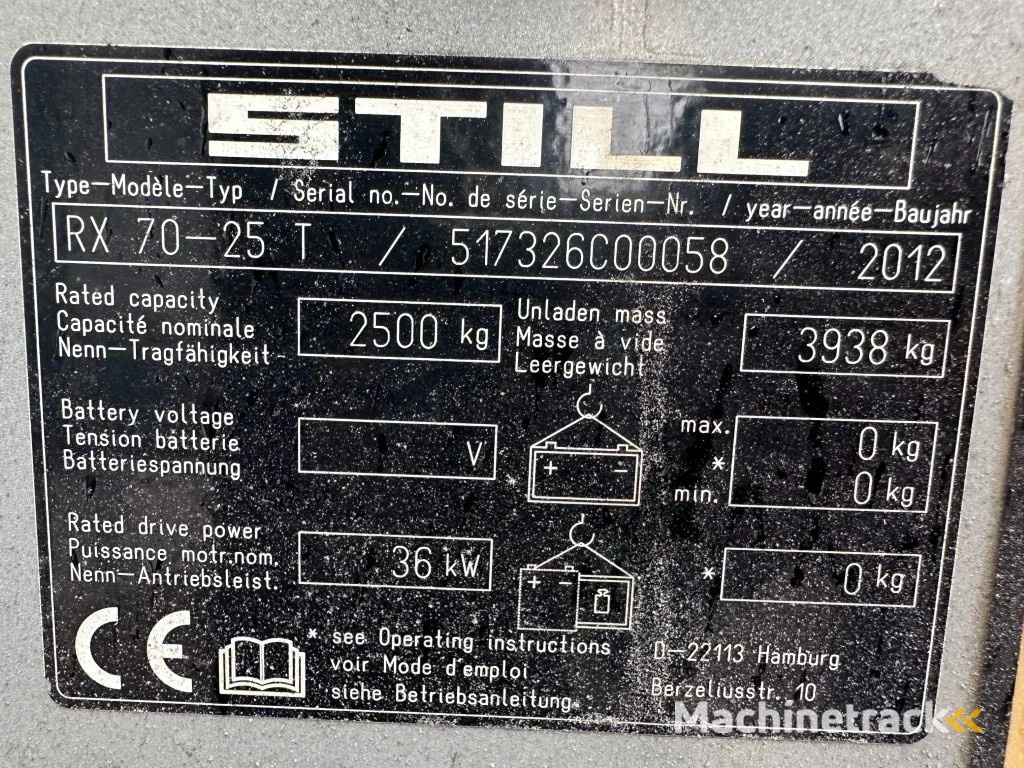 STILL
Type-Modèle-Typ / Serial no.-No. de série-Serien-Nr. / year-année-Baujahr
RX 70-25 T / 517326C00058 / 2012
Rated capacity
Capacité nominale
Nenn-Tragfähigkeit
2500 kg
Unladen mass
Masse à vide
Leergewicht
3938 kg
Battery voltage
Tension batterie
Batteriespannung
V
+ -
*
max.
*
min.
0 kg
0 kg
Rated drive power
Puissance motr.nom.
Nenn-Antriebsleist.
36 kW
+ -
*
0 kg
CE
* see Operating instructions
voir Mode d'emploi
siehe Betriebsanleitung
D-22113 Hamburg
Berzeliusstr. 10
Machinetrack